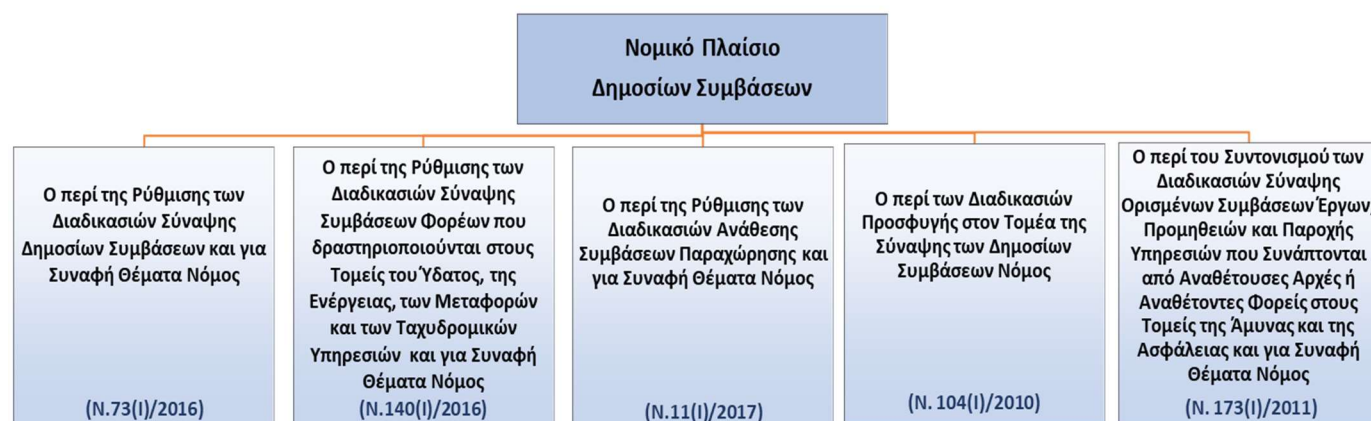 Νομικό Πλαίσιο
Δημοσίων Συμβάσεων
Ο περί της Ρύθμισης των
Διαδικασιών Σύναψης
Δημοσίων Συμβάσεων και για
Συναφή Θέματα Νόμος
(Ν.73(Ι)/2016)
Ο περί της Ρύθμισης των
Διαδικασιών Σύναψης
Συμβάσεων Φορέων που
δραστηριοποιούνται στους
Τομείς του Ύδατος, της
Ενέργειας, των Μεταφορών
και των Ταχυδρομικών
Υπηρεσιών και για Συναφή
Θέματα Νόμος
(Ν.140(Ι)/2016)
Ο περί της Ρύθμισης των
Διαδικασιών Ανάθεσης
Συμβάσεων Παραχώρησης και
για Συναφή Θέματα Νόμος
(Ν.11(Ι)/2017)
Ο περί των Διαδικασιών
Προσφυγής στον Τομέα της
Σύναψης των Δημοσίων
Συμβάσεων Νόμος
(Ν. 104(Ι)/2010)
Ο περί του Συντονισμού των
Διαδικασιών Σύναψης
Ορισμένων Συμβάσεων Έργων,
Προμηθειών και Παροχής
Υπηρεσιών που Συνάπτονται
από Αναθέτουσες Αρχές ή
Αναθέτοντες Φορείς στους
Τομείς της Άμυνας και της
Ασφάλειας και για Συναφή
Θέματα Νόμος
(Ν. 173(Ι)/2011)